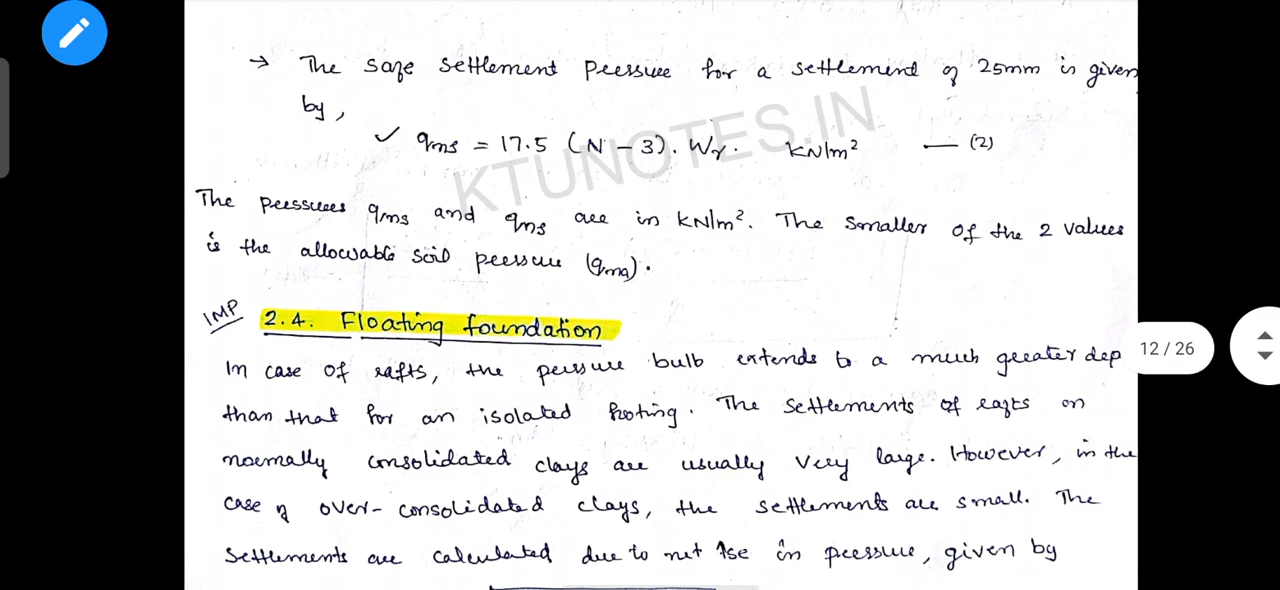 → The safe settlement pressure for a settlement of 25mm is given
by,
✓ qns = 17.5 (N - 3). Wγ. kN/m² — (2)
KTUNOTES.IN
The pressures qns and qns are in kN/m². The smaller of the 2 values
is the allowable soil pressure (qna).
IMP 2.4. Floating foundation
In case of rafts, the pressure bulb extends to a much greater dep
12 / 26
than that for an isolated footing. The settlements of rafts on
normally consolidated clays are usually very large. However, in the
case of over-consolidated clays, the settlements are small. The
settlements are calculated due to net ↑se in pressure, given by